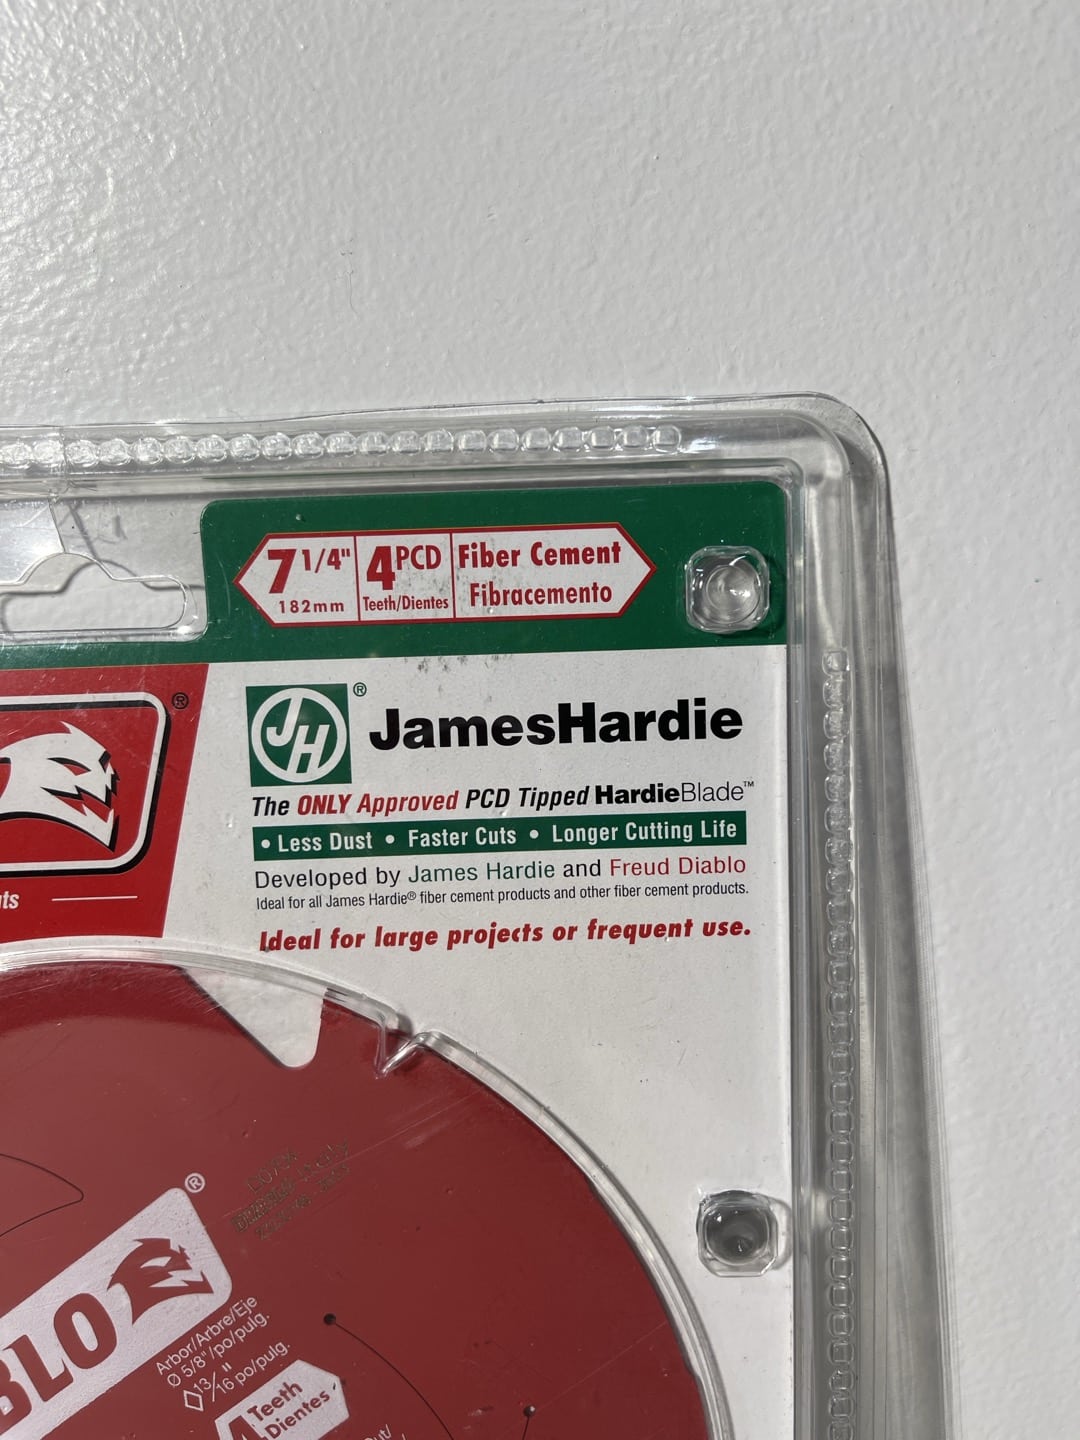 7 1/4"
182mm
4 PCD
Teeth/Dientes
Fiber Cement
Fibracemento
®
JH ®
JamesHardie
The ONLY Approved PCD Tipped HardieBlade™
• Less Dust • Faster Cuts • Longer Cutting Life
Developed by James Hardie and Freud Diablo
Ideal for all James Hardie® fiber cement products and other fiber cement products.
Ideal for large projects or frequent use.
BLO ®
Arbor/Arbre/Eje
Ø 5/8"/po/pulg.
13/16" po/pulg.
4 Teeth
Dientes